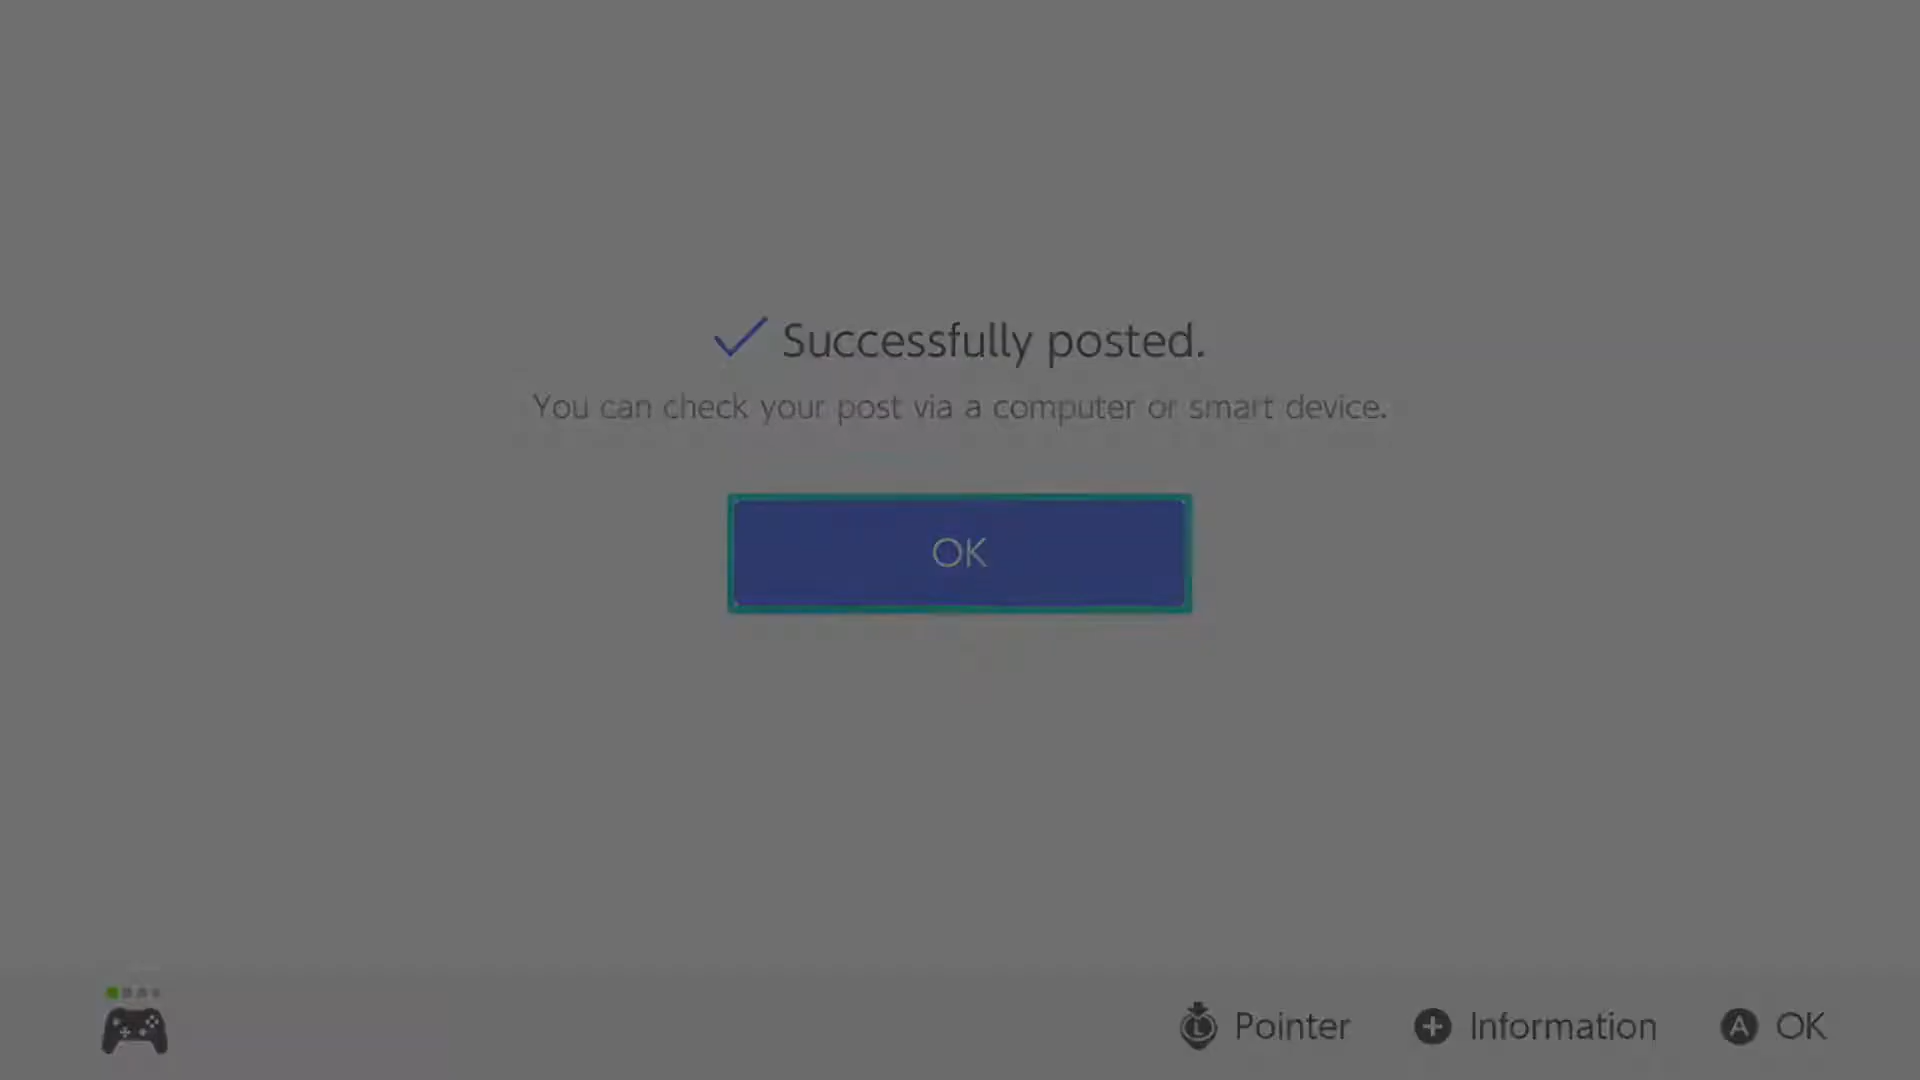 Successfully posted.
You can check your post via a computer or smart device.
OK
L Pointer + Information A OK